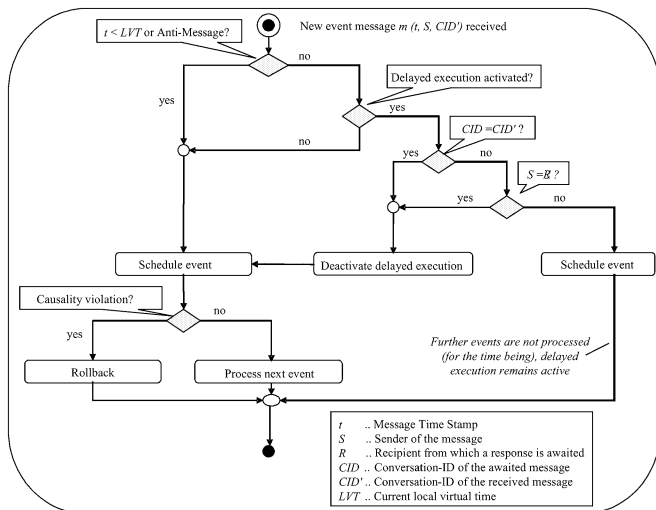 New event message m (t, S, CID') received
t < LVT or Anti-Message?
no
Delayed execution activated?
yes
yes
no
CID =CID' ?
yes
no
S =R ?
yes
no
Schedule event
Deactivate delayed execution
Schedule event
Causality violation?
no
yes
Further events are not processed
(for the time being), delayed
execution remains active
Rollback
Process next event
t .. Message Time Stamp
S .. Sender of the message
R .. Recipient from which a response is awaited
CID .. Conversation-ID of the awaited message
CID' .. Conversation-ID of the received message
LVT .. Current local virtual time